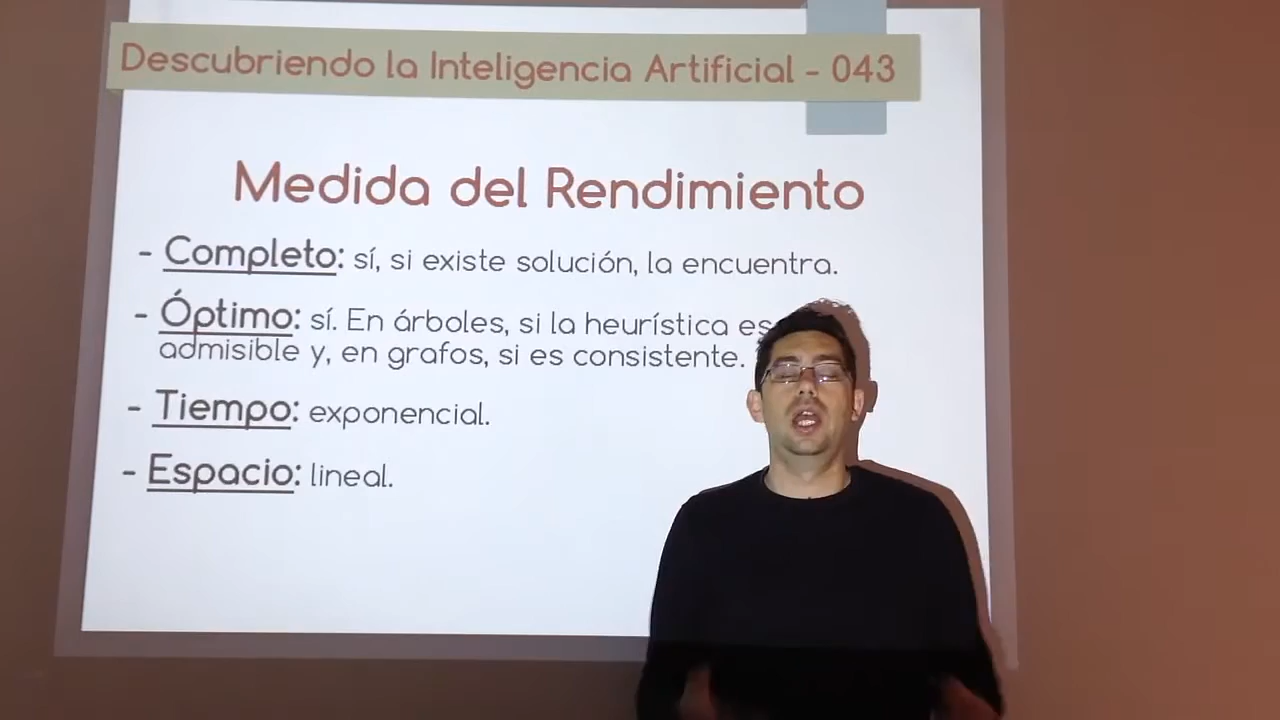 Descubriendo la Inteligencia Artificial - 043
Medida del Rendimiento
- Completo: sí, si existe solución, la encuentra.
- Óptimo: sí. En árboles, si la heurística es
admisible y, en grafos, si es consistente.
- Tiempo: exponencial.
- Espacio: lineal.